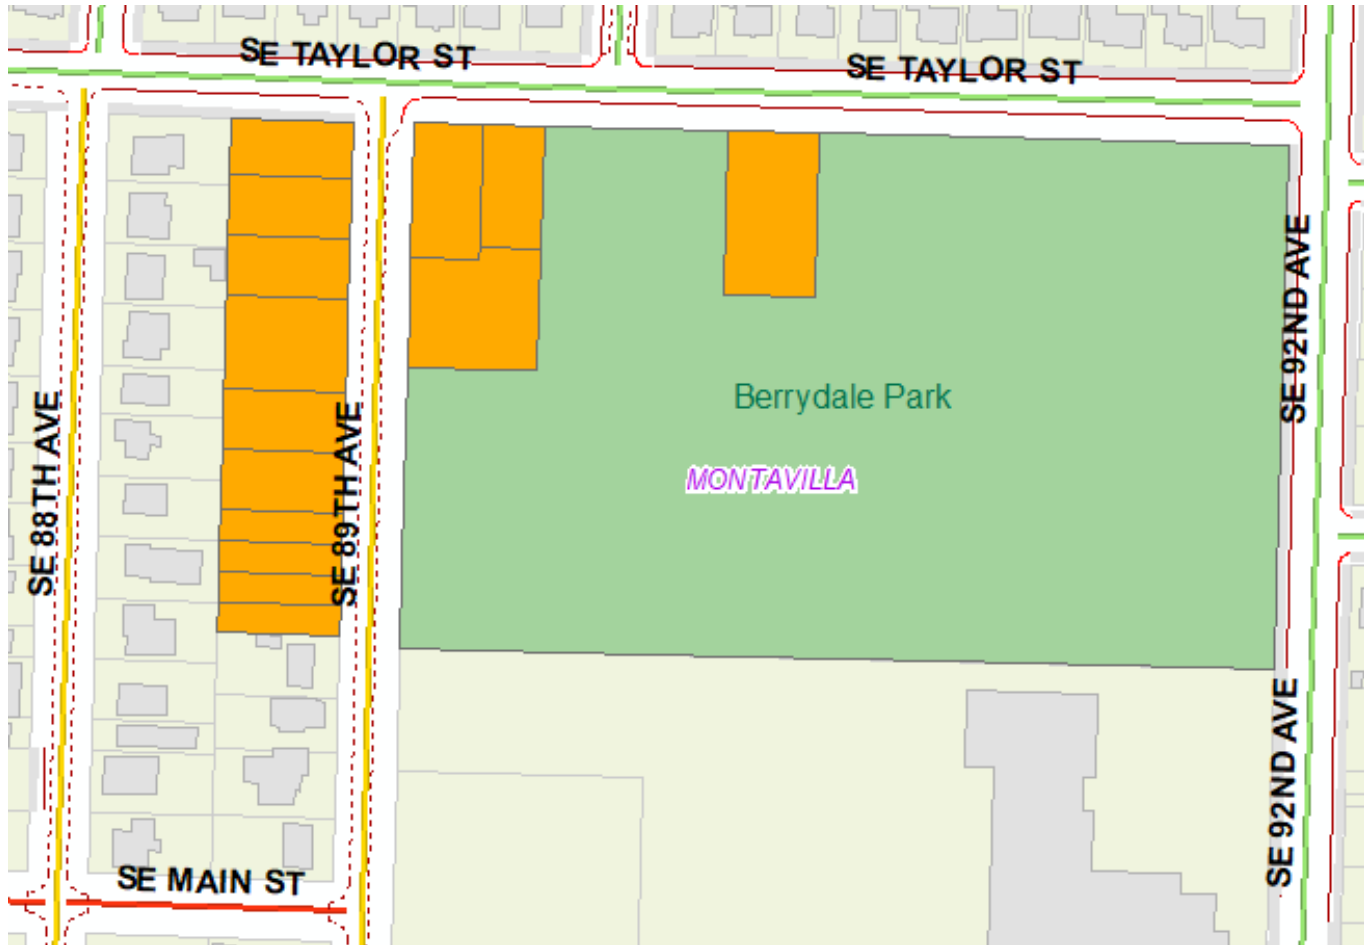 SE TAYLOR ST
SE TAYLOR ST
SE 92ND AVE
SE 88TH AVE
SE 89TH AVE
Berrydale Park
MONTAVILLA
SE 92ND AVE
SE MAIN ST